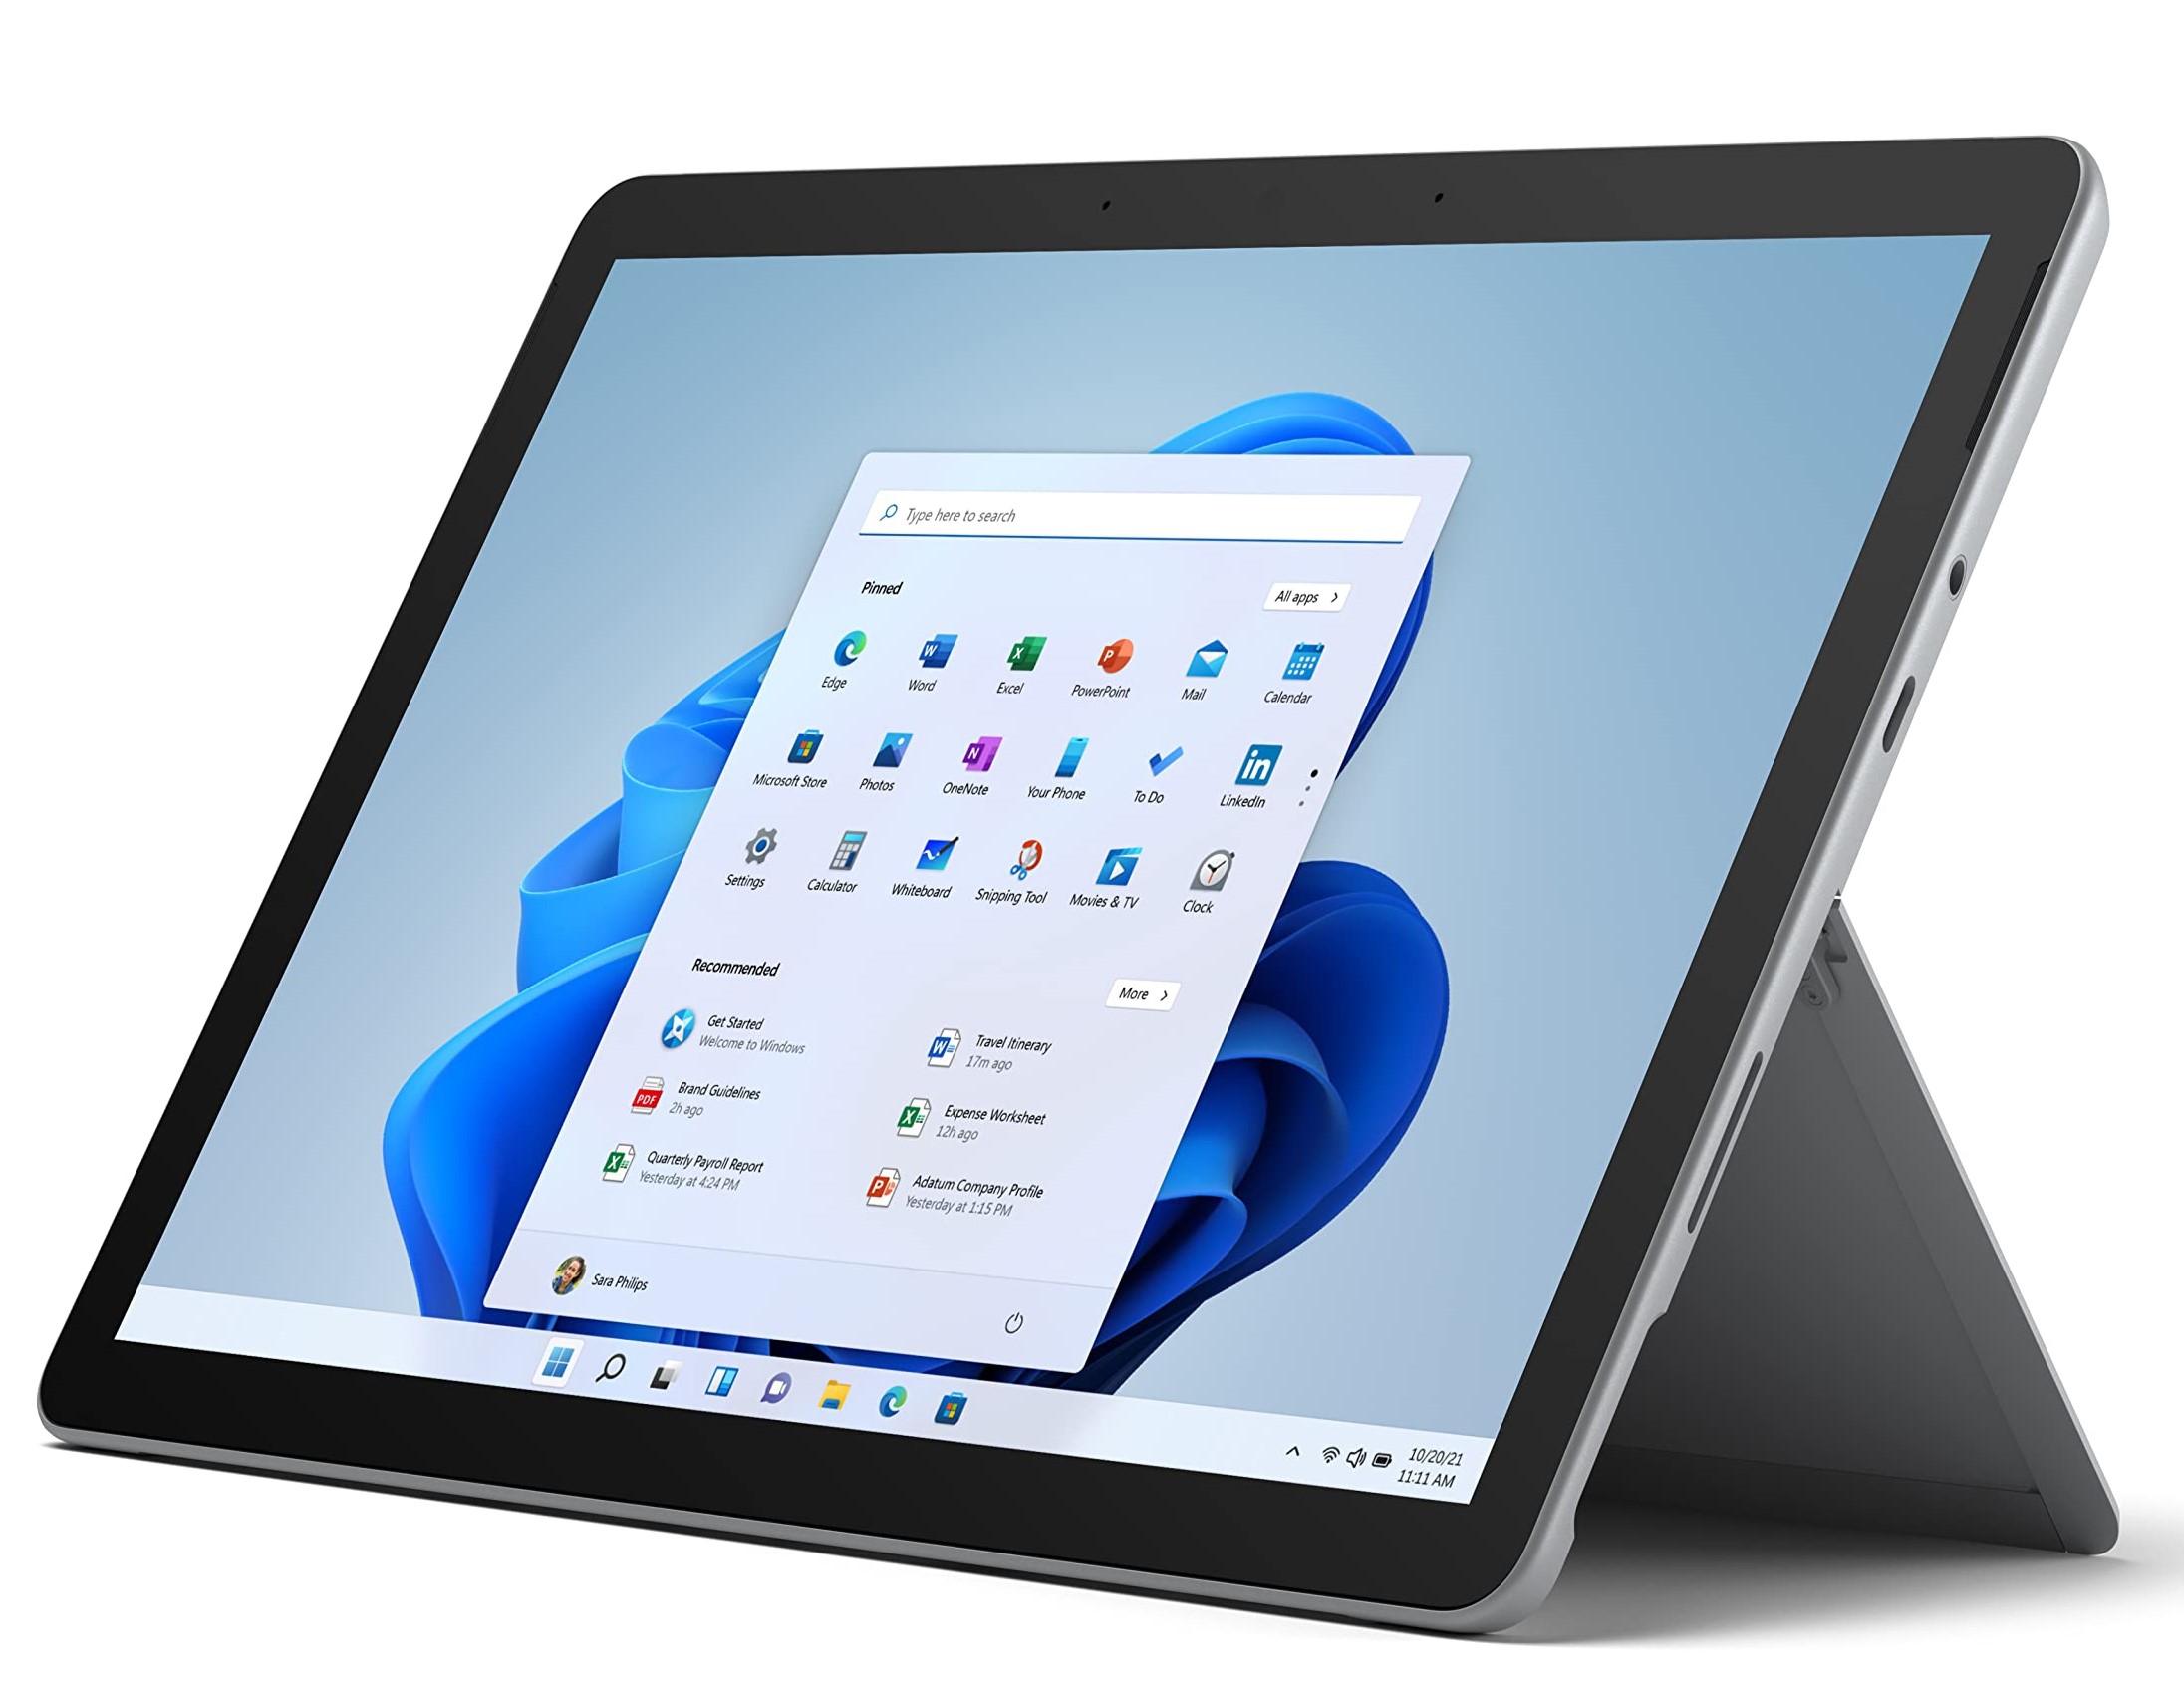 Type here to search
Pinned
All apps
Edge
Word
Excel
PowerPoint
Mail
Calendar
Microsoft Store
Photos
OneNote
Your Phone
To Do
LinkedIn
Settings
Calculator
Whiteboard
Snipping Tool
Movies & TV
Clock
Recommended
More
Get Started
Welcome to Windows
Travel Itinerary
17m ago
PDF
Brand Guidelines
2h ago
Expense Worksheet
12h ago
Quarterly Payroll Report
Yesterday at 4:24 PM
Adatum Company Profile
Yesterday at 1:15 PM
Sara Philips
10/20/21
11:11 AM